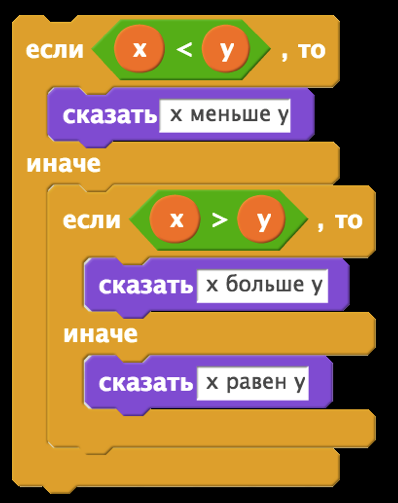 если x < y , то
сказать x меньше y
иначе
если x > y , то
сказать x больше y
иначе
сказать x равен y